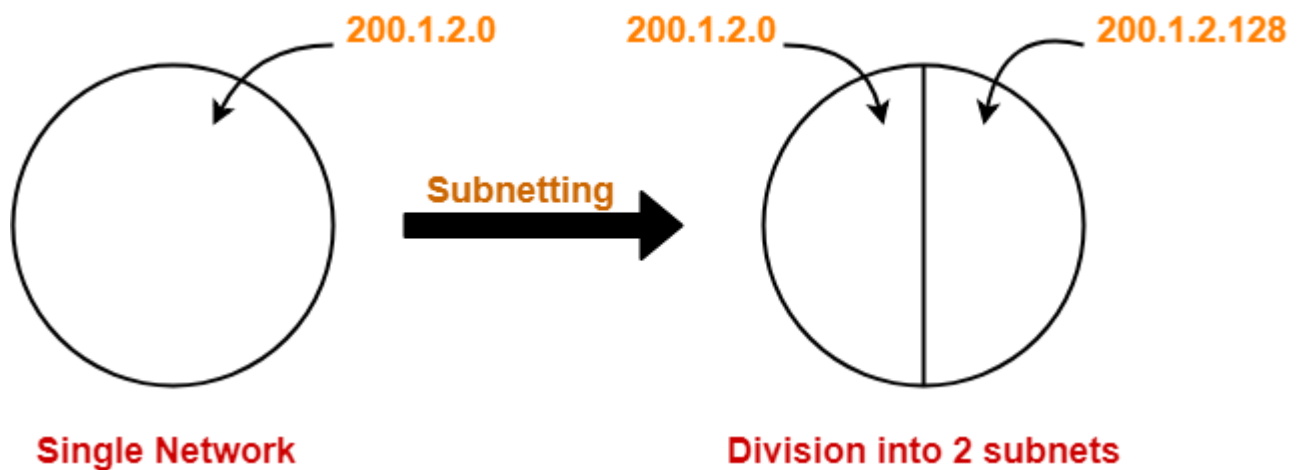 200.1.2.0
200.1.2.0
200.1.2.128
Subnetting
Single Network
Division into 2 subnets